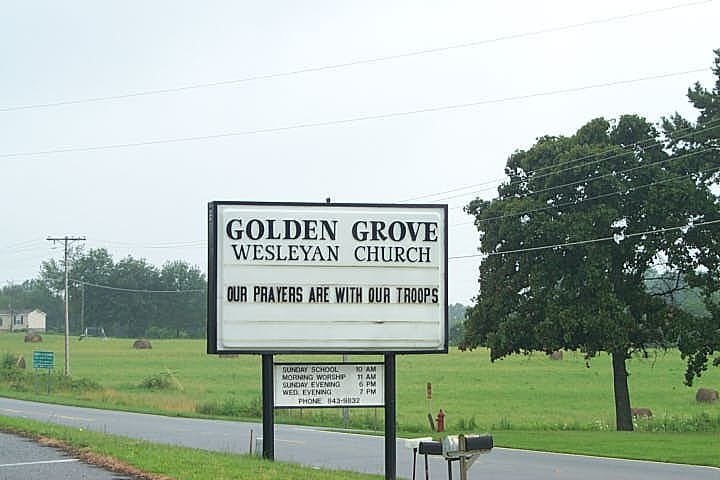 GOLDEN GROVE
WESLEYAN CHURCH
OUR PRAYERS ARE WITH OUR TROOPS
SUNDAY SCHOOL 10 AM
MORNING WORSHIP 11 AM
SUNDAY EVENING 6 PM
WED. EVENING 7 PM
PHONE 843-9832